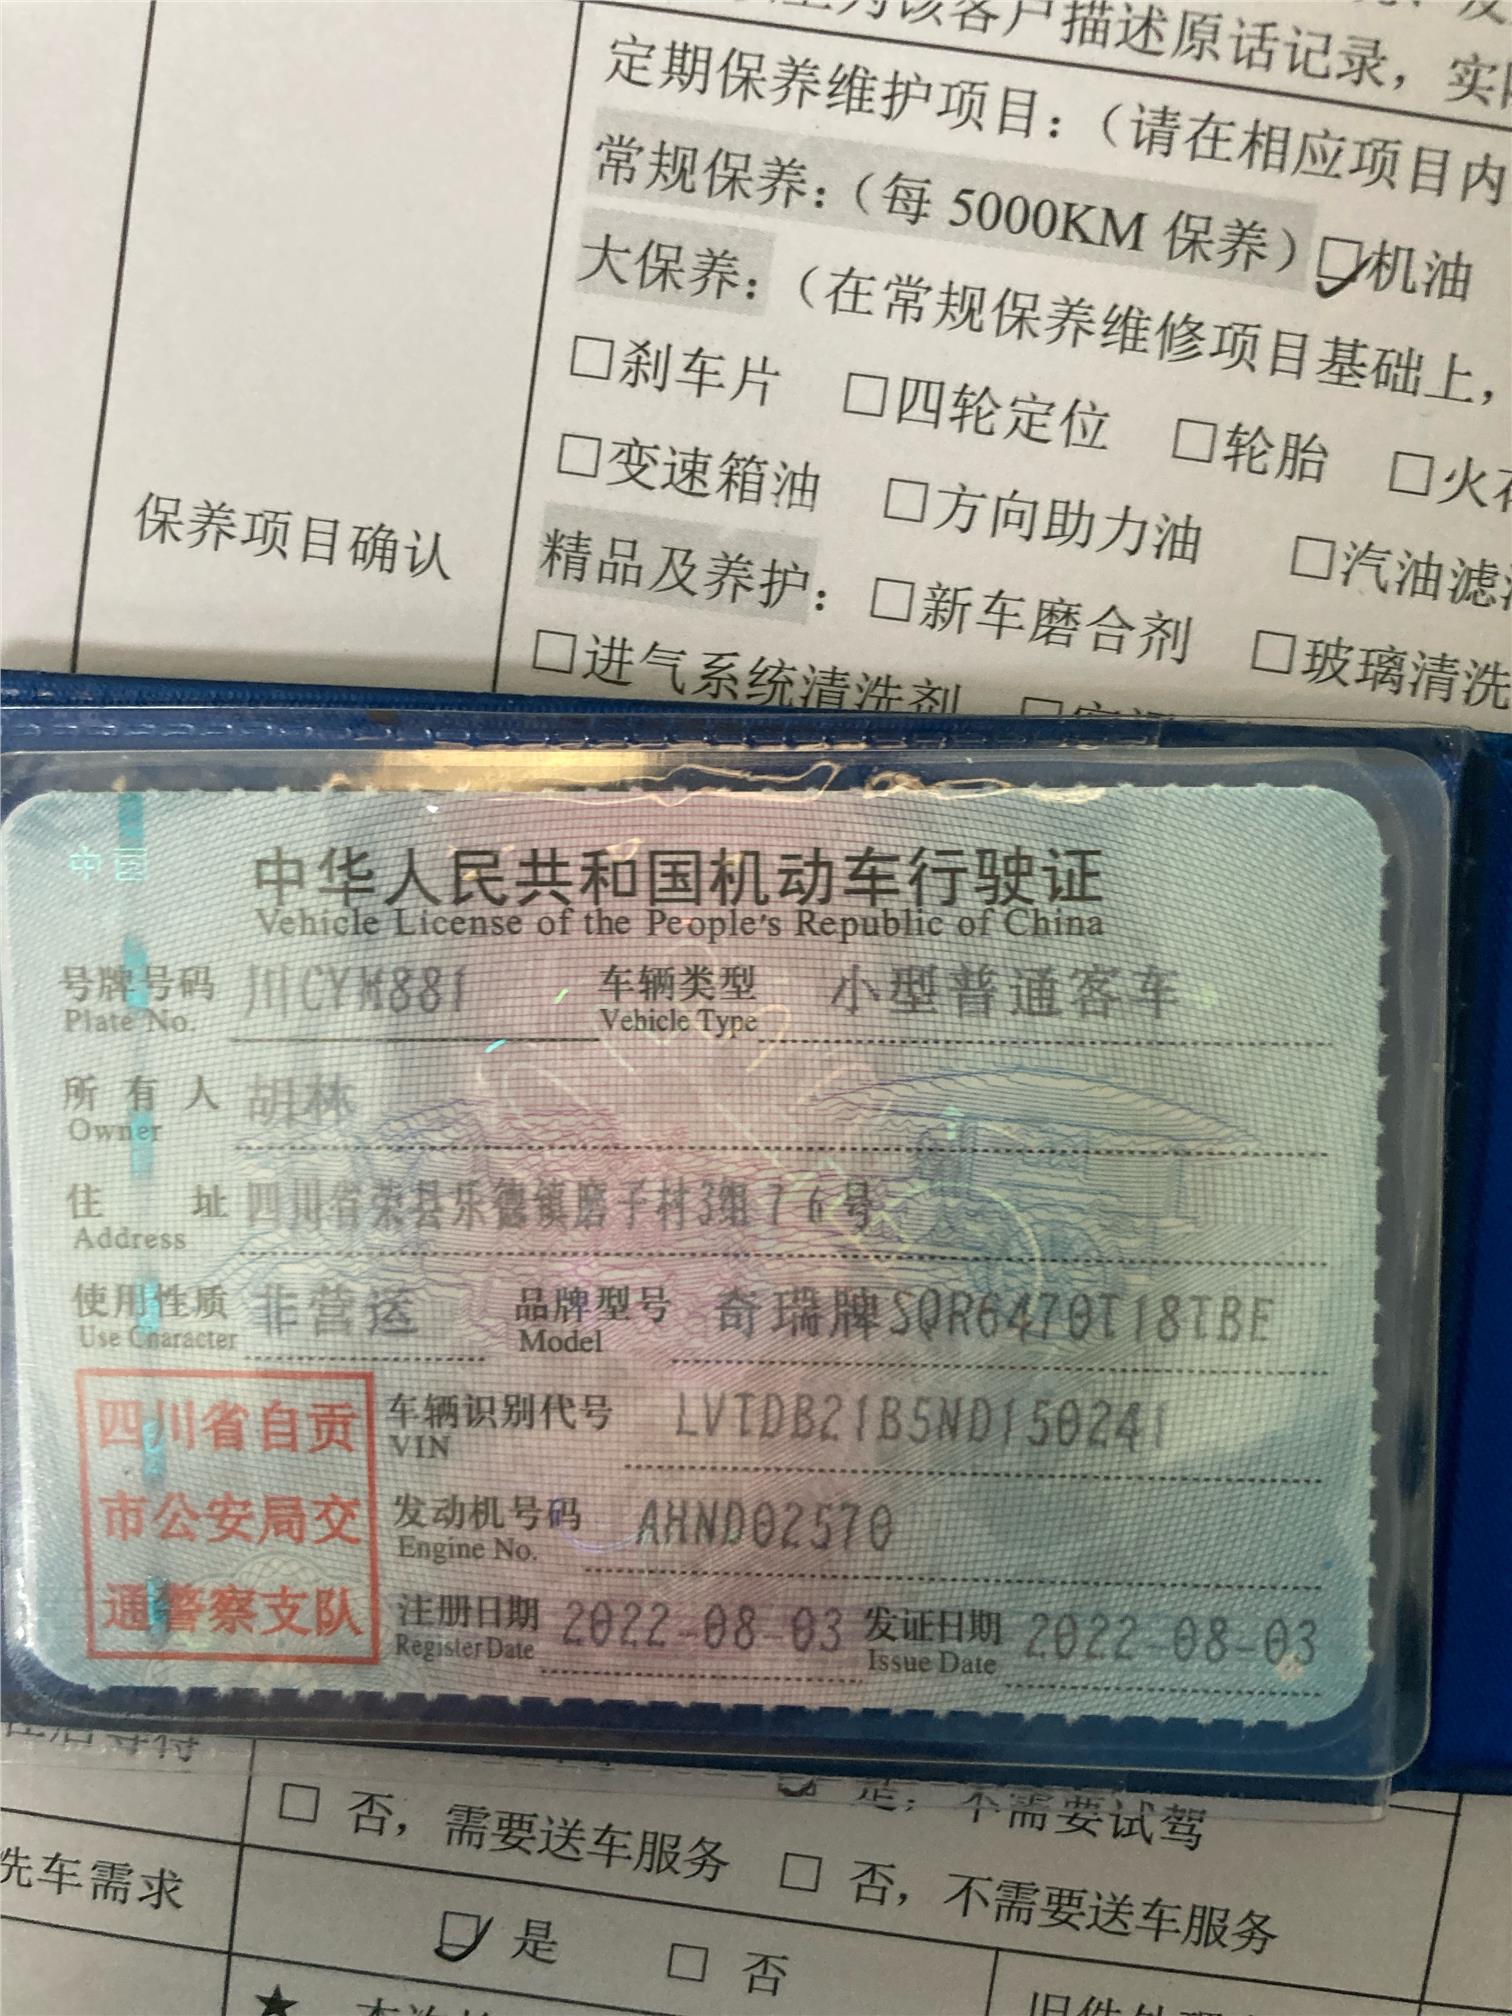 该客户描述原话记录，实
定期保养维护项目：（请在相应项目内
常规保养：（每 5000KM 保养）□机油
大保养：（在常规保养维修项目基础上，
□刹车片 □四轮定位 □轮胎 □火
□变速箱油 □方向助力油 □汽油滤
保养项目确认
精品及养护：□新车磨合剂 □玻璃清洗
□进气系统清洗剂
中国
中华人民共和国机动车行驶证
Vehicle License of the People's Republic of China
号牌号码 川CYM881 车辆类型 小型普通客车
Plate No. Vehicle Type
所有人 胡林
Owner
住址 四川省荣县乐德镇磨子村3组76号
Address
使用性质 非营运 品牌型号 奇瑞牌SQR6470T18TBE
Use Character Model
四川省自贡
市公安局交
通警察支队
车辆识别代号 LVTDB21B5ND150241
VIN
发动机号码 AHND02570
Engine No.
注册日期 2022-08-03 发证日期 2022-08-03
Register Date Issue Date
是，不需要试驾
□ 否，需要送车服务 □ 否，不需要送车服务
洗车需求
□ 是 □ 否
★